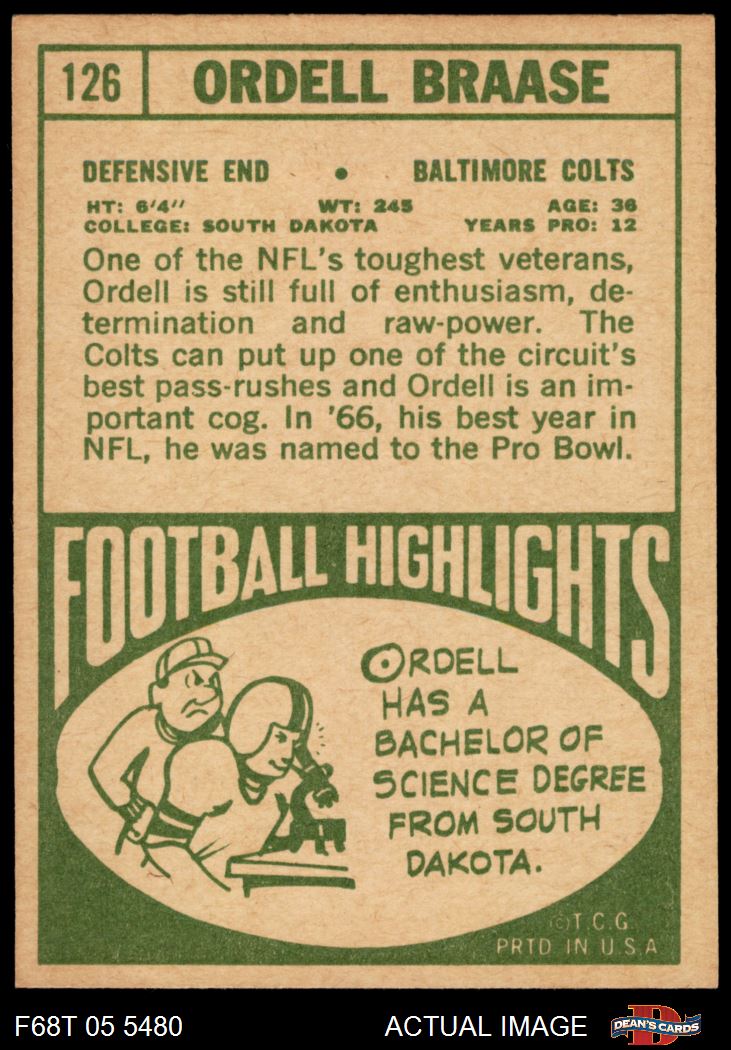 126 ORDELL BRAASE
DEFENSIVE END • BALTIMORE COLTS
HT: 6'4" WT: 245 AGE: 36
COLLEGE: SOUTH DAKOTA YEARS PRO: 12
One of the NFL's toughest veterans,
Ordell is still full of enthusiasm, de-
termination and raw-power. The
Colts can put up one of the circuit's
best pass-rushes and Ordell is an im-
portant cog. In '66, his best year in
NFL, he was named to the Pro Bowl.
FOOTBALL HIGHLIGHTS
ORDELL
HAS A
BACHELOR OF
SCIENCE DEGREE
FROM SOUTH
DAKOTA.
© T.C.G.
PRTD IN U.S.A
F68T 05 5480 ACTUAL IMAGE DEAN'S CARDS